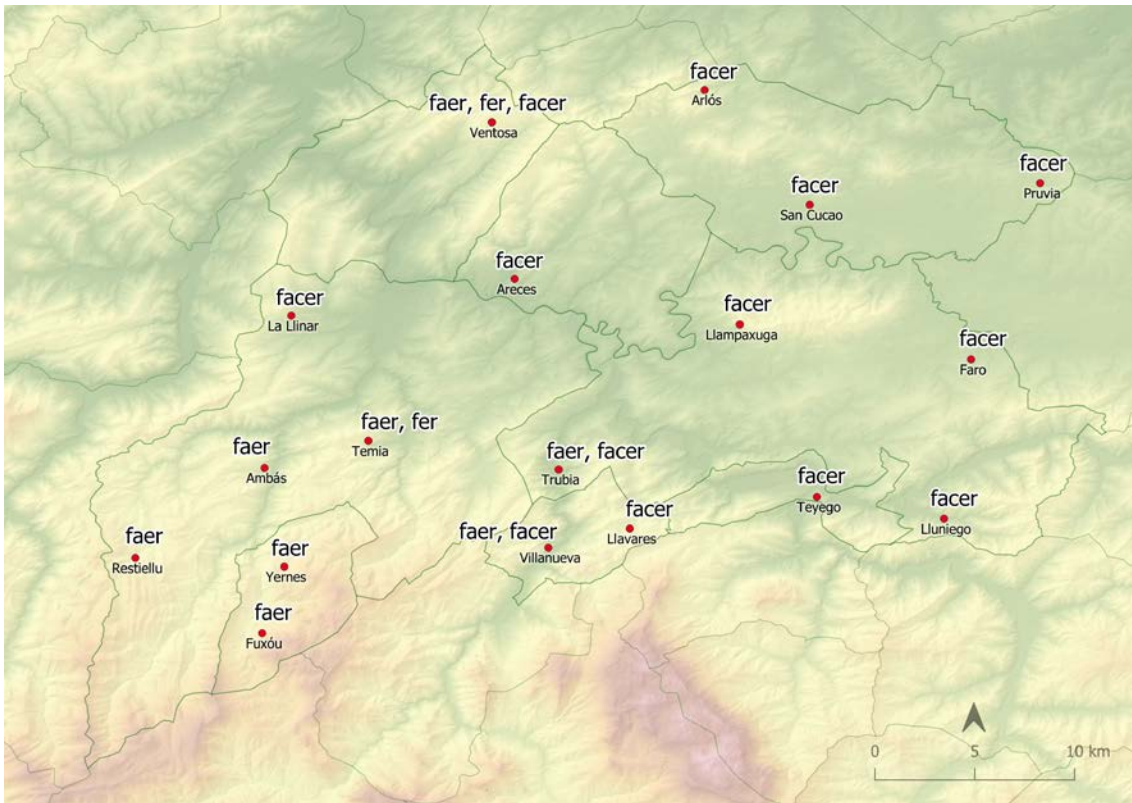 facer
Arlós
faer, fer, facer
Ventosa
facer
Pruvia
facer
San Cucao
facer
Areces
facer
La Llinar
facer
Llampaxuga
facer
Faro
faer, fer
Temia
faer
Ambás
faer, facer
Trubia
facer
Teyego
facer
Lluniego
facer
Llavares
faer, facer
Villanueva
faer
Restiellu
faer
Yernes
faer
Fuxóu
0 5 10 km